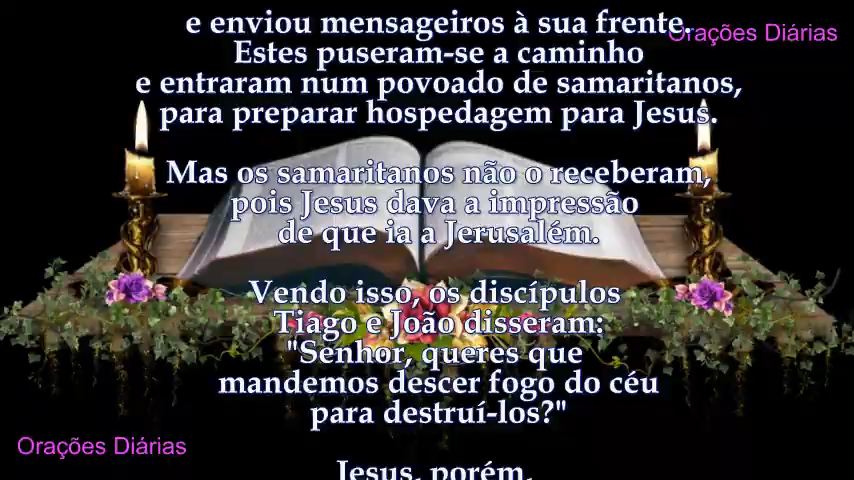 e enviou mensageiros à sua frente.
Orações Diárias
Estes puseram-se a caminho
e entraram num povoado de samaritanos,
para preparar hospedagem para Jesus.
Mas os samaritanos não o receberam,
pois Jesus dava a impressão
de que ia a Jerusalém.
Vendo isso, os discípulos
Tiago e João disseram:
"Senhor, queres que
mandemos descer fogo do céu
para destruí-los?"
Orações Diárias
Jesus, porém,